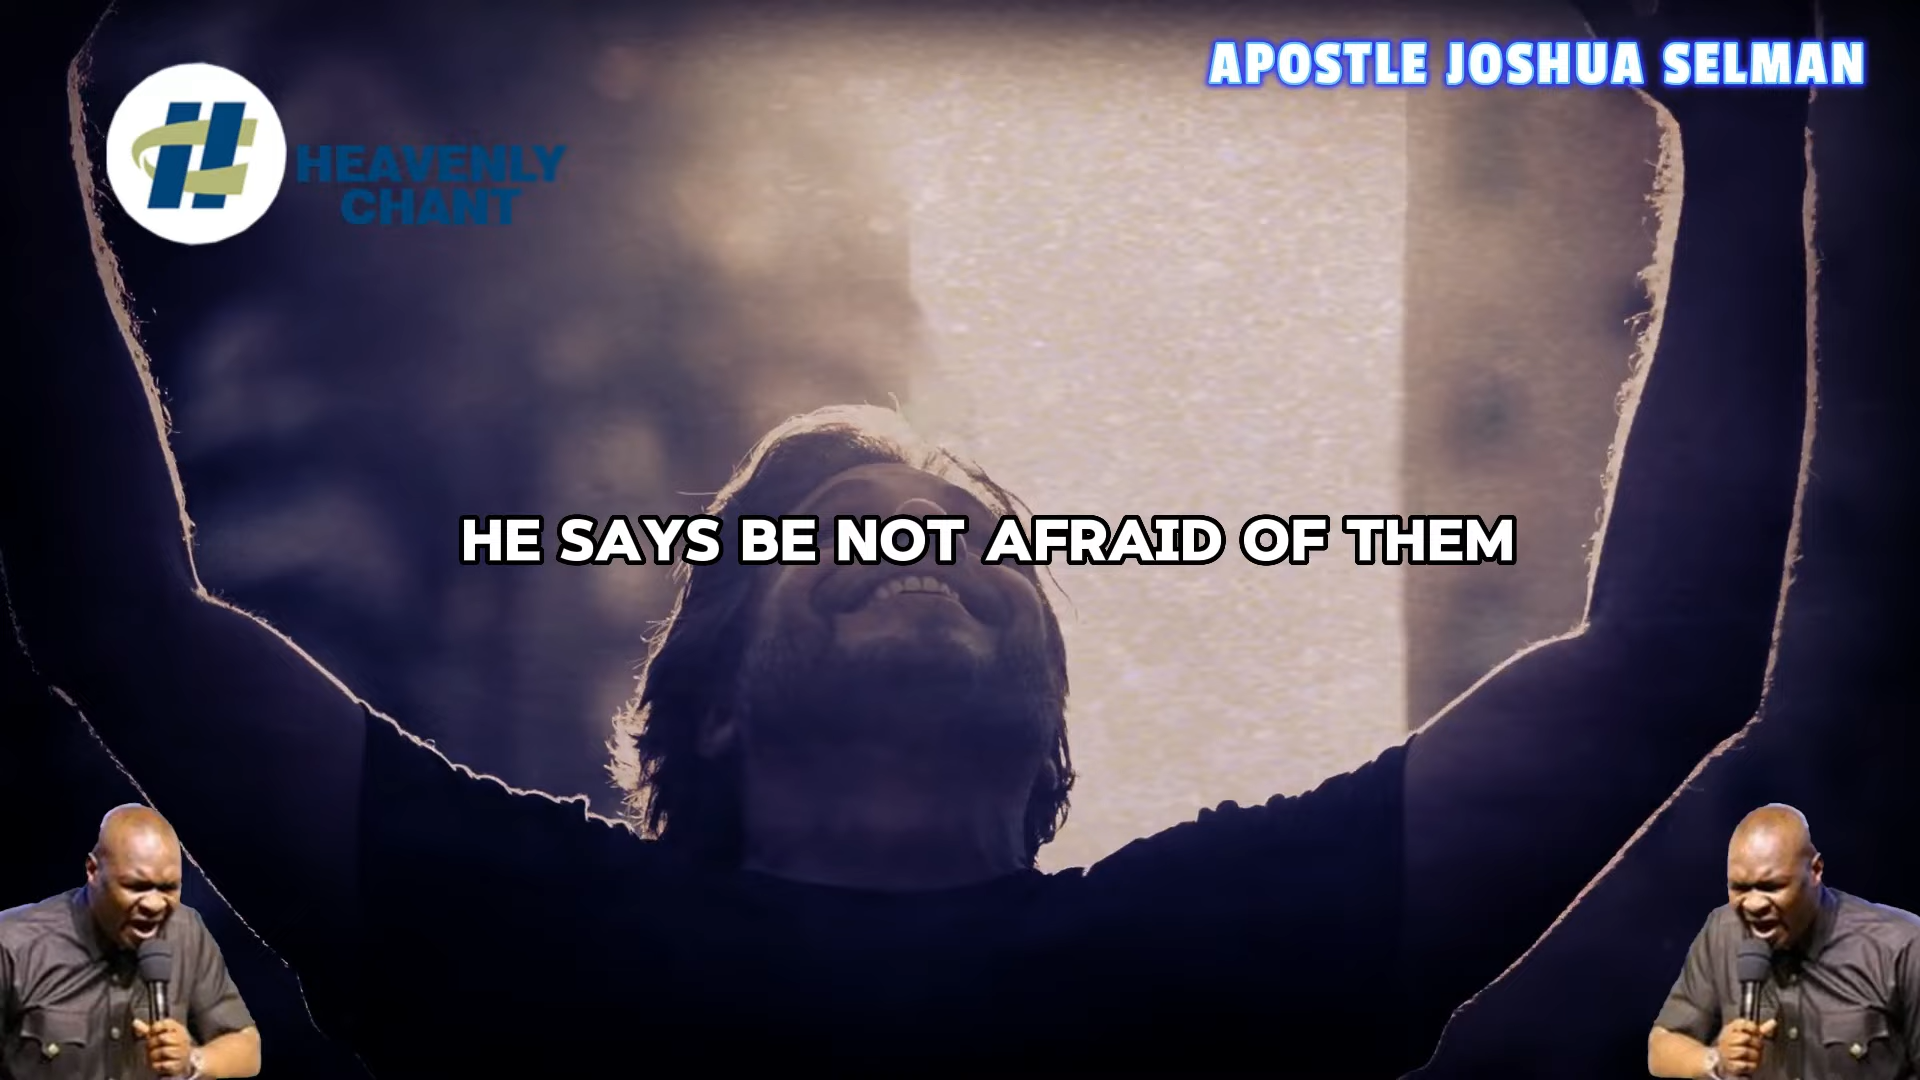 APOSTLE JOSHUA SELMAN
HEAVENLY
CHANT
HE SAYS BE NOT AFRAID OF THEM